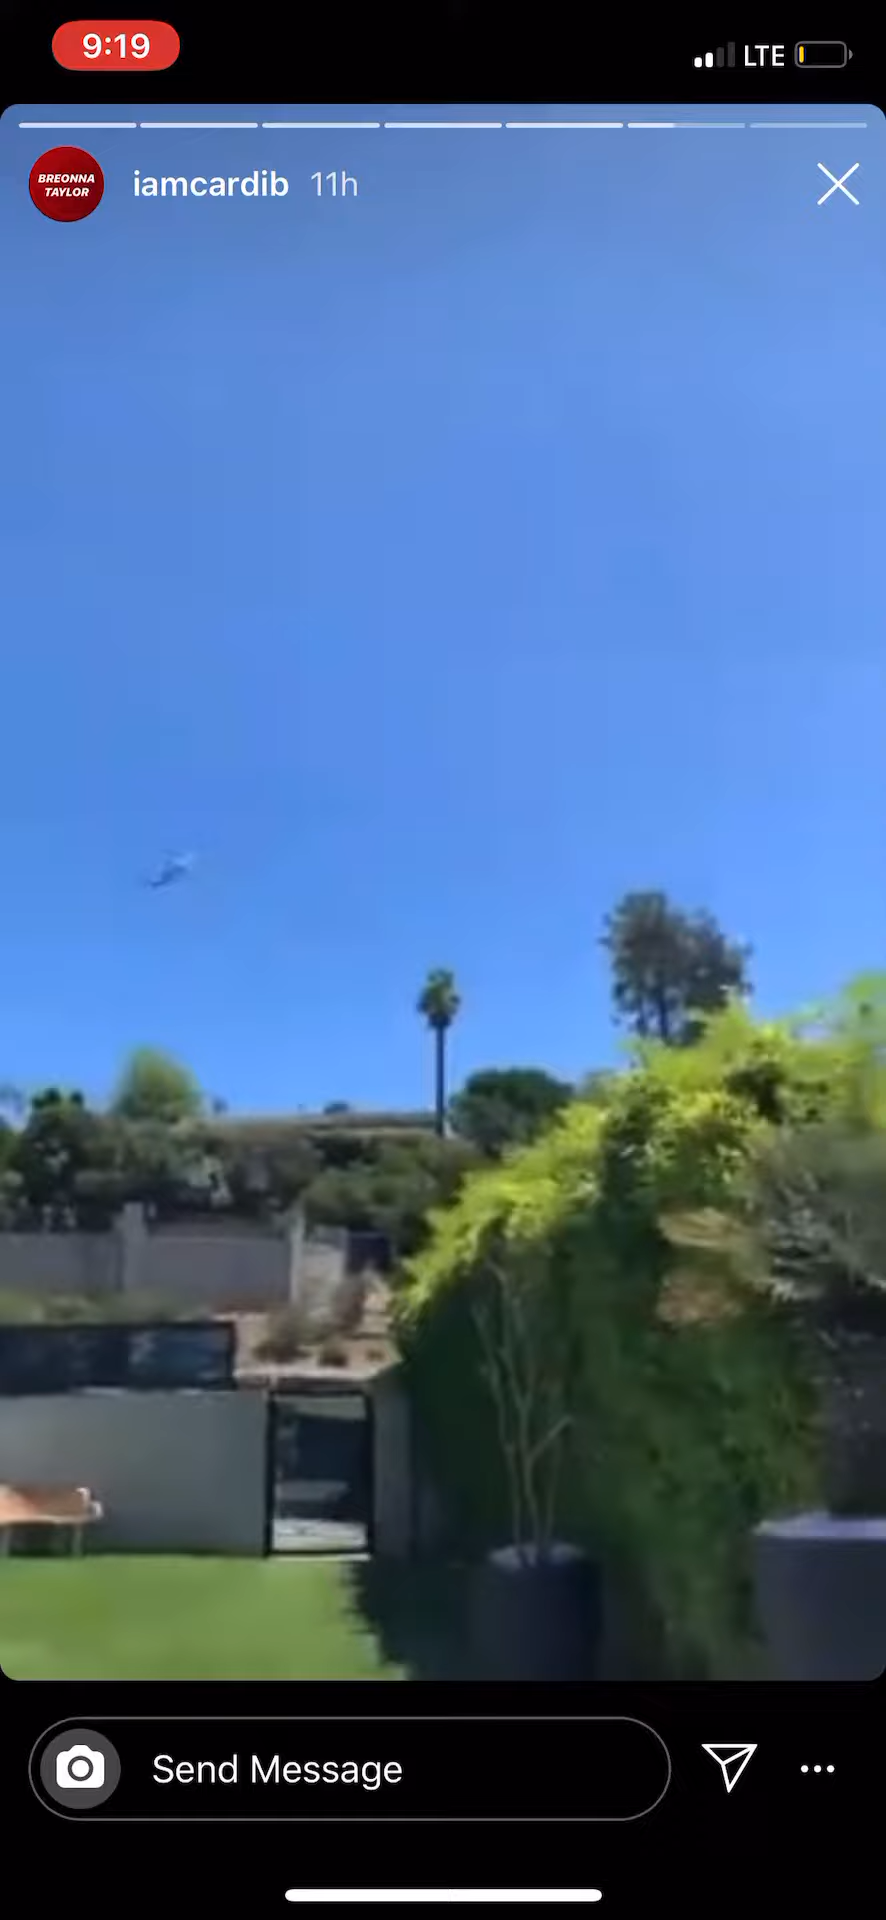 9:19
LTE
BREONNA
TAYLOR
iamcardib 11h
Send Message